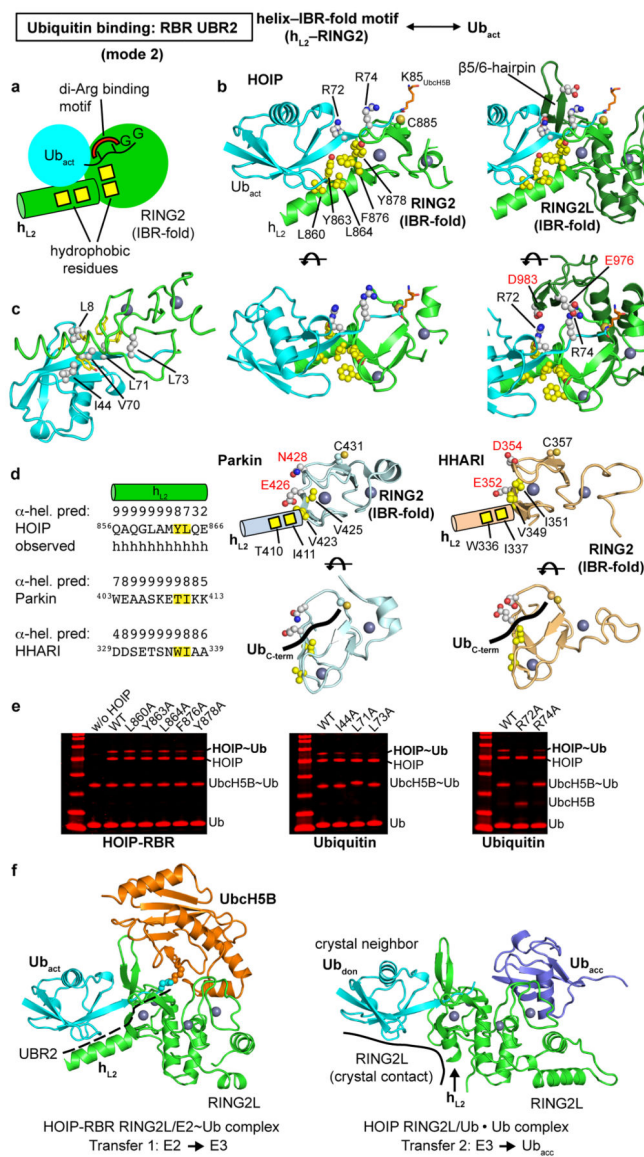 Ubiquitin binding: RBR UBR2
(mode 2)
helix–IBR-fold motif
(hL2–RING2)
Ubact
a
di-Arg binding
motif
Ubact
G
G
hL2
RING2
(IBR-fold)
hydrophobic
residues
b
HOIP
R72
R74
K85UbcH5B
C885
Ubact
hL2
L860
Y863
L864
F876
Y878
RING2
(IBR-fold)
β5/6-hairpin
RING2L
(IBR-fold)
D983
E976
R72
R74
c
L8
I44
V70
L71
L73
d
hL2
α-hel. pred: 99999998732
HOIP 856QAQGLAMYLQE866
observed hhhhhhhhhhh
α-hel. pred: 78999999885
Parkin 403WEAASKETIKK413
α-hel. pred: 48999999886
HHARI 329DDSETSNWIAA339
Parkin
N428
E426
C431
RING2
(IBR-fold)
hL2
T410
I411
V423
V425
UbC-term
HHARI
D354
E352
C357
I351
V349
hL2
W336
I337
RING2
(IBR-fold)
UbC-term
e
w/o HOIP
WT
L860A
Y863A
L864A
F876A
Y878A
HOIP~Ub
HOIP
UbcH5B~Ub
Ub
HOIP-RBR
WT
I44A
L71A
L73A
HOIP~Ub
HOIP
UbcH5B~Ub
Ub
Ubiquitin
WT
R72A
R74A
HOIP~Ub
HOIP
UbcH5B~Ub
UbcH5B
Ub
Ubiquitin
f
UbcH5B
Ubact
UBR2
hL2
RING2L
HOIP-RBR RING2L/E2~Ub complex
Transfer 1: E2 → E3
crystal neighbor
Ubdon
Ubacc
RING2L
(crystal contact)
hL2
RING2L
HOIP RING2L/Ub • Ub complex
Transfer 2: E3 → Ubacc